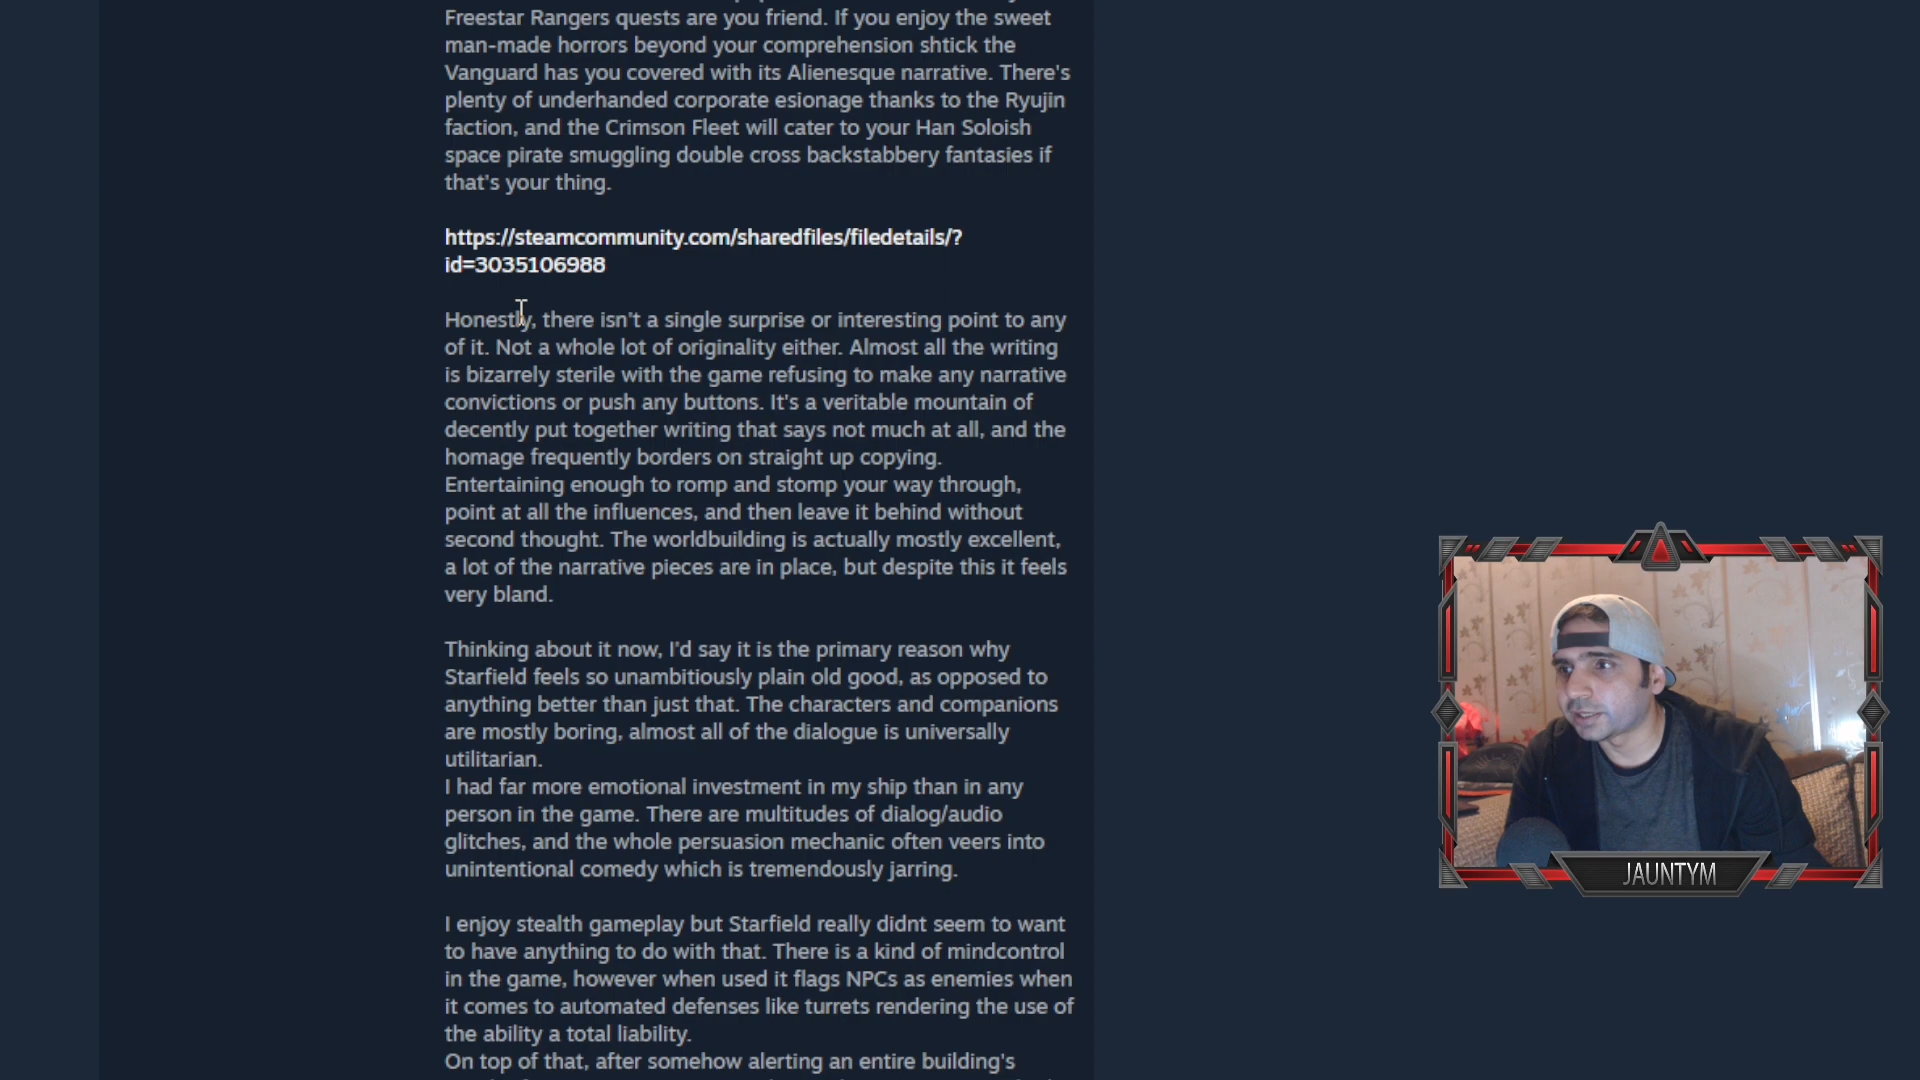 Freestar Rangers quests are you friend. If you enjoy the sweet
man-made horrors beyond your comprehension shtick the
Vanguard has you covered with its Alienesque narrative. There's
plenty of underhanded corporate esionage thanks to the Ryujin
faction, and the Crimson Fleet will cater to your Han Soloish
space pirate smuggling double cross backstabbery fantasies if
that's your thing.
https://steamcommunity.com/sharedfiles/filedetails/?
id=3035106988
Honestly, there isn't a single surprise or interesting point to any
of it. Not a whole lot of originality either. Almost all the writing
is bizarrely sterile with the game refusing to make any narrative
convictions or push any buttons. It's a veritable mountain of
decently put together writing that says not much at all, and the
homage frequently borders on straight up copying.
Entertaining enough to romp and stomp your way through,
point at all the influences, and then leave it behind without
second thought. The worldbuilding is actually mostly excellent,
a lot of the narrative pieces are in place, but despite this it feels
very bland.
Thinking about it now, I'd say it is the primary reason why
Starfield feels so unambitiously plain old good, as opposed to
anything better than just that. The characters and companions
are mostly boring, almost all of the dialogue is universally
utilitarian.
I had far more emotional investment in my ship than in any
person in the game. There are multitudes of dialog/audio
glitches, and the whole persuasion mechanic often veers into
unintentional comedy which is tremendously jarring.
I enjoy stealth gameplay but Starfield really didnt seem to want
to have anything to do with that. There is a kind of mindcontrol
in the game, however when used it flags NPCs as enemies when
it comes to automated defenses like turrets rendering the use of
the ability a total liability.
On top of that, after somehow alerting an entire building's
JAUNTYM